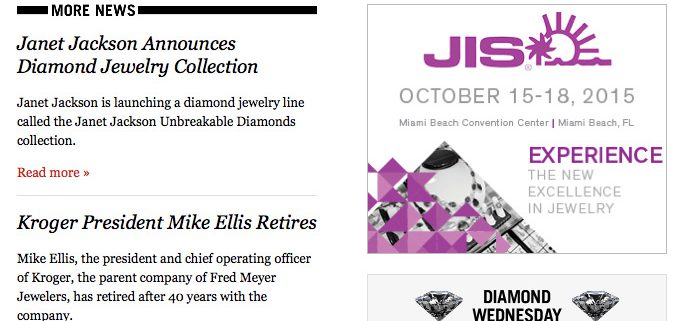 MORE NEWS
Janet Jackson Announces
Diamond Jewelry Collection
Janet Jackson is launching a diamond jewelry line
called the Janet Jackson Unbreakable Diamonds
collection.
Read more »
Kroger President Mike Ellis Retires
Mike Ellis, the president and chief operating officer
of Kroger, the parent company of Fred Meyer
Jewelers, has retired after 40 years with the
company.
JIS®
OCTOBER 15-18, 2015
Miami Beach Convention Center | Miami Beach, FL
EXPERIENCE
THE NEW
EXCELLENCE
IN JEWELRY
DIAMOND
WEDNESDAY